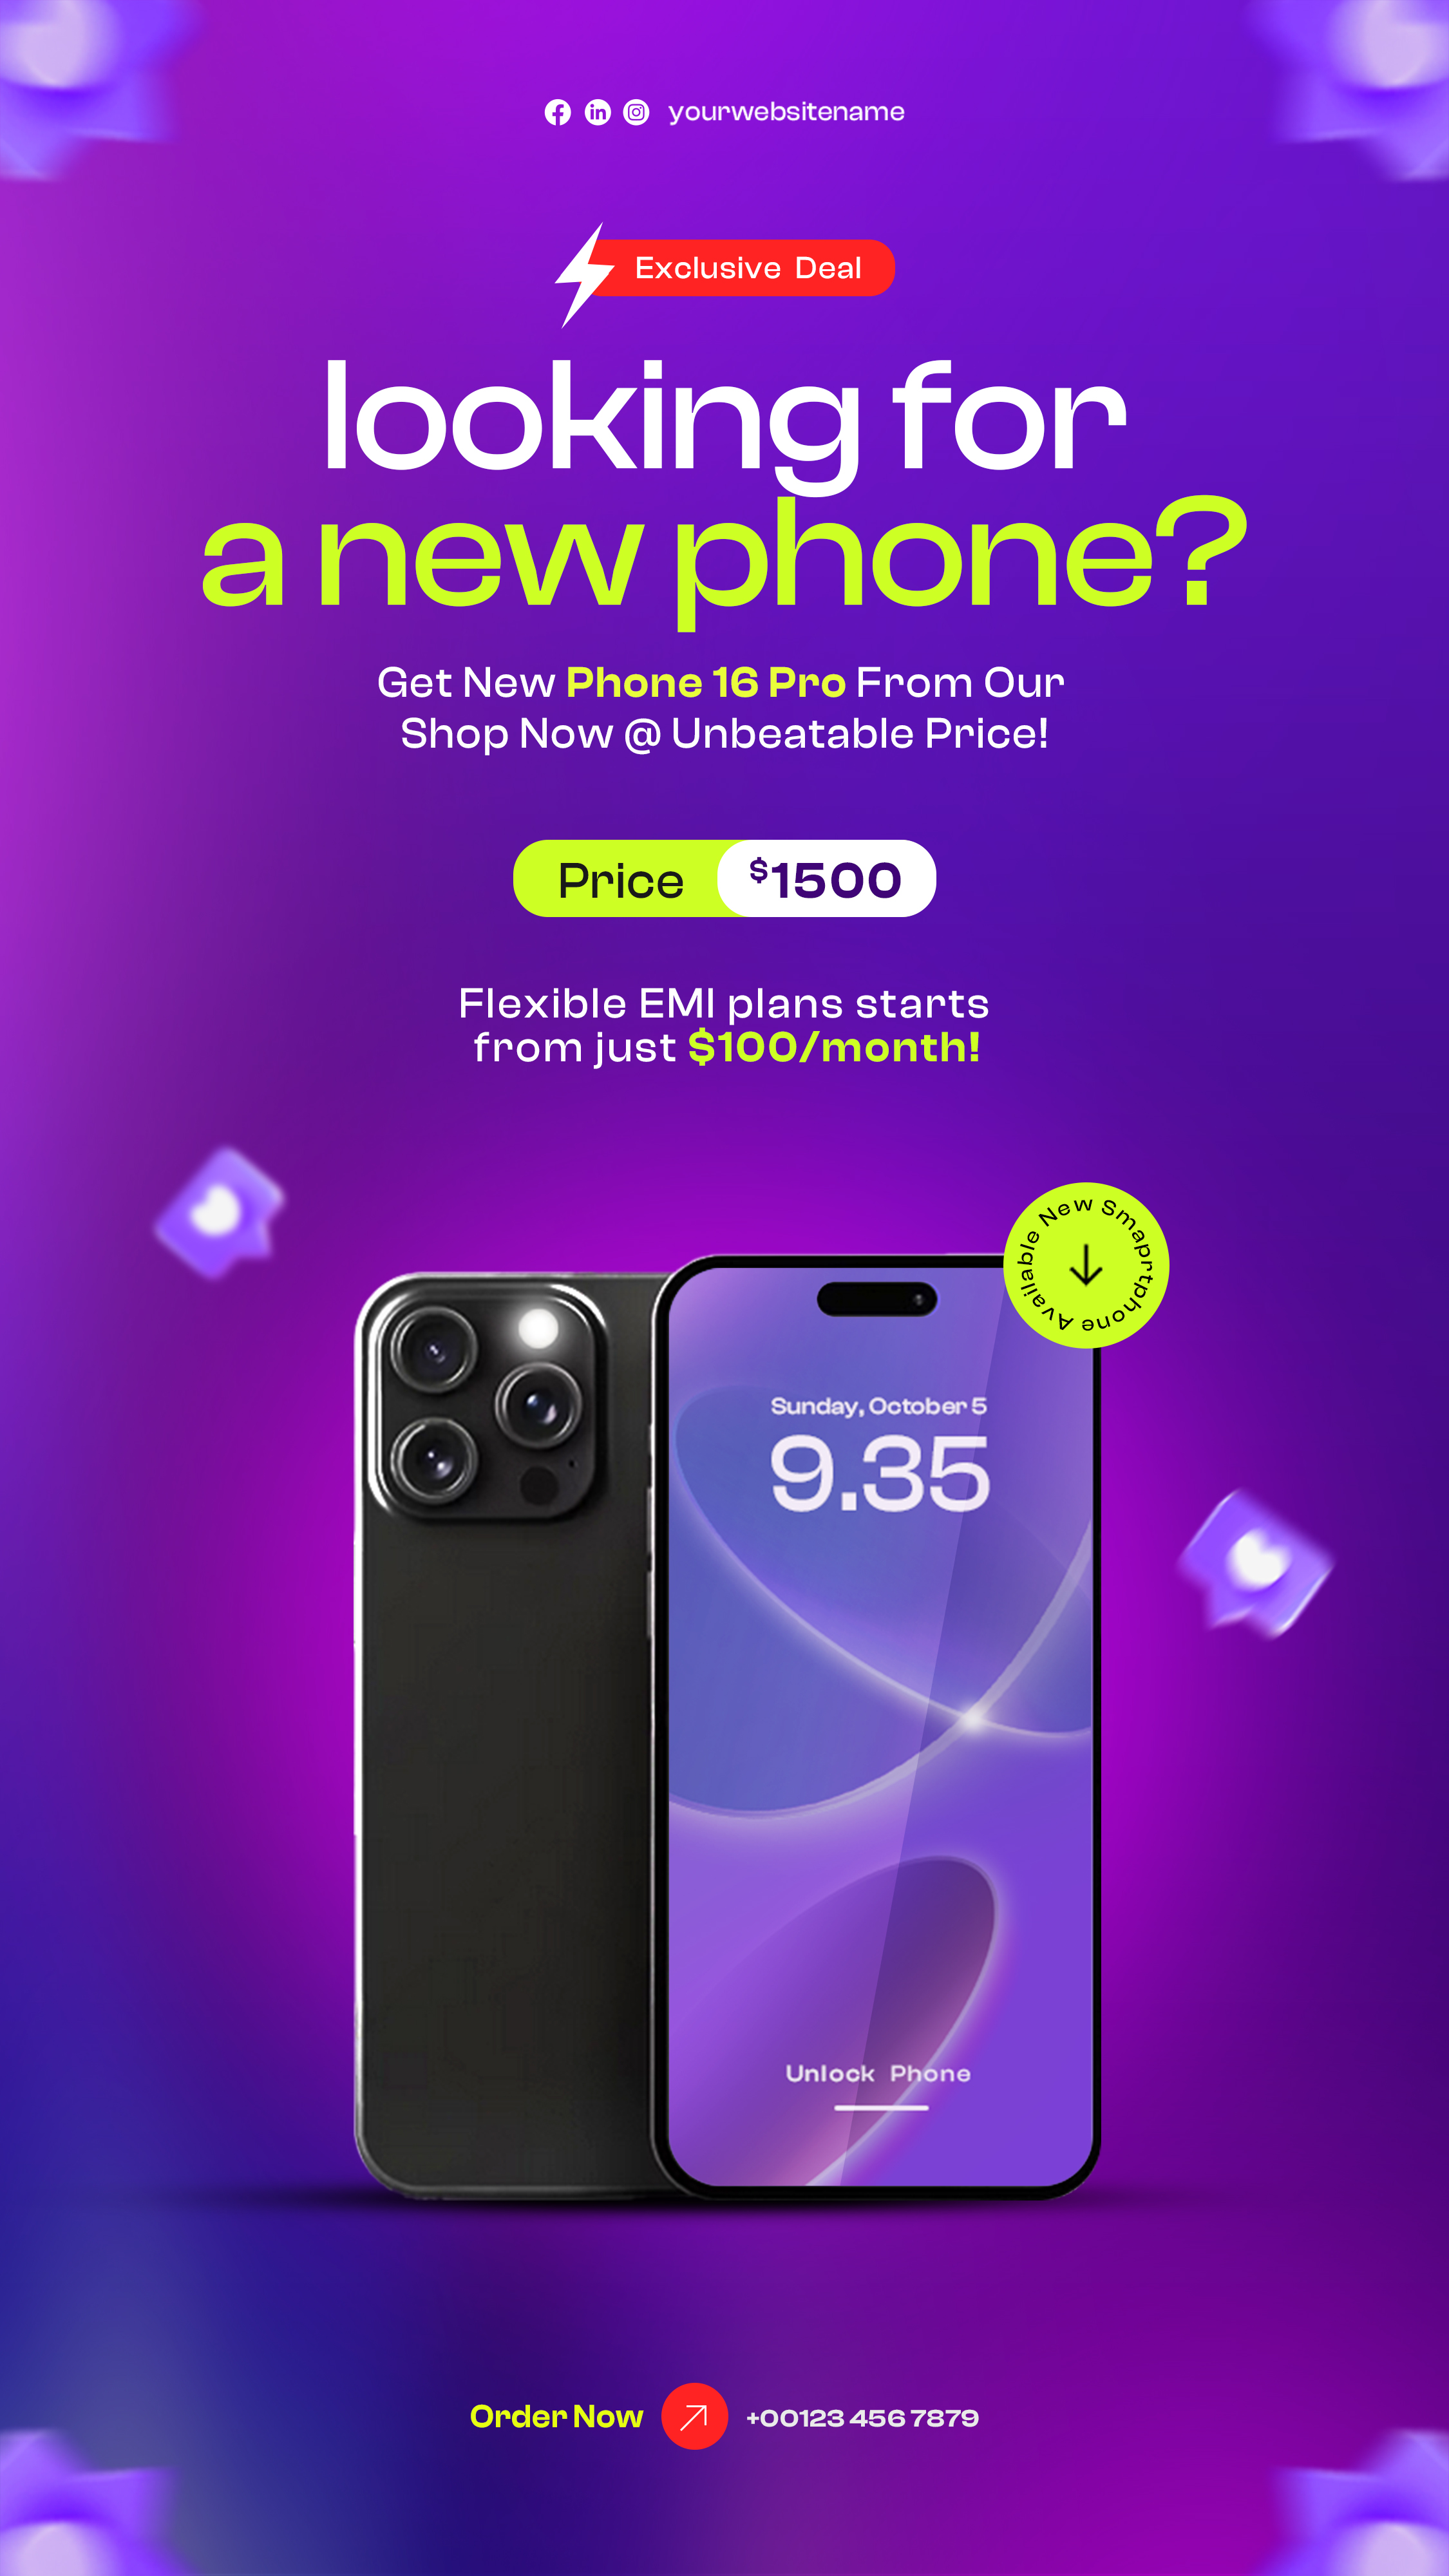 yourwebsitename
Exclusive Deal
looking for
a new phone?
Get New Phone 16 Pro From Our
Shop Now @ Unbeatable Price!
Price $1500
Flexible EMI plans starts
from just $100/month!
Available New Smaprtphone
Sunday, October 5
9.35
Unlock Phone
Order Now +00123 456 7879